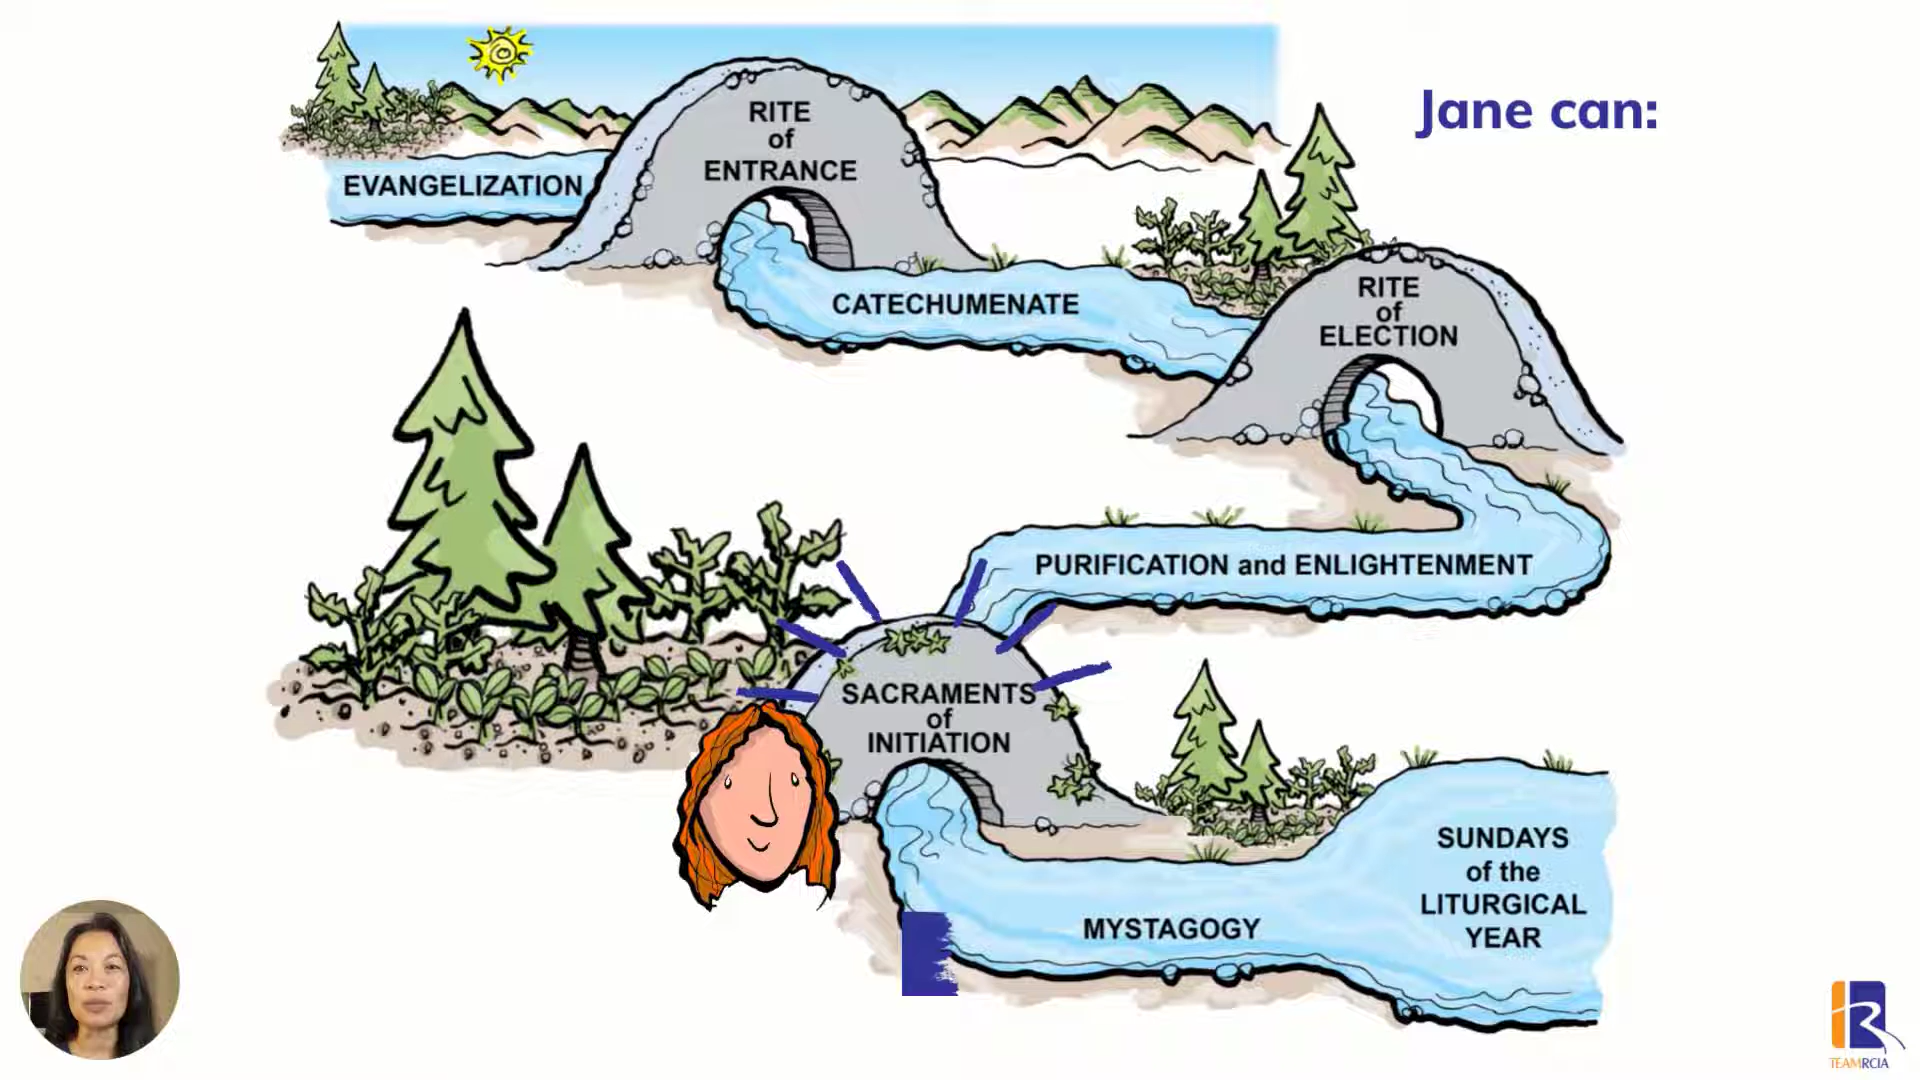 Jane can:
RITE
of
ENTRANCE
EVANGELIZATION
CATECHUMENATE
RITE
of
ELECTION
PURIFICATION and ENLIGHTENMENT
SACRAMENTS
of
INITIATION
MYSTAGOGY
SUNDAYS
of the
LITURGICAL
YEAR
TEAMRCIA